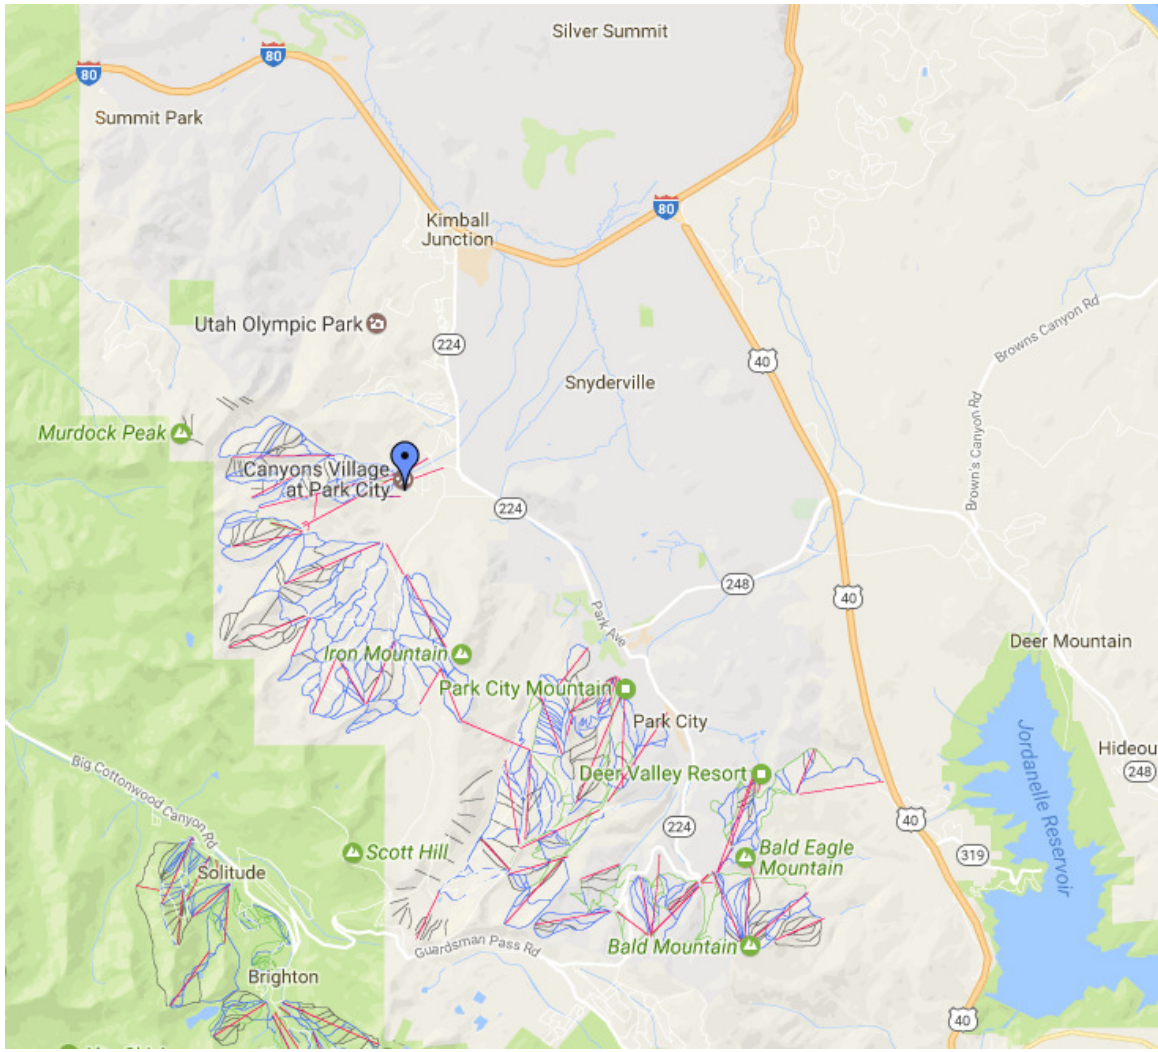 Silver Summit
80
80
Summit Park
80
Kimball
Junction
Utah Olympic Park
224
40
Browns Canyon Rd
Snyderville
Murdock Peak
Canyons Village
at Park City
Brown's Canyon Rd
224
248
40
Park Ave
Deer Mountain
Iron Mountain
Park City Mountain
Park City
Jordanelle Reservoir
Hideou
248
Big Cottonwood Canyon Rd
Deer Valley Resort
40
224
Scott Hill
Bald Eagle
Mountain
319
Solitude
Guardsman Pass Rd
Bald Mountain
Brighton
40